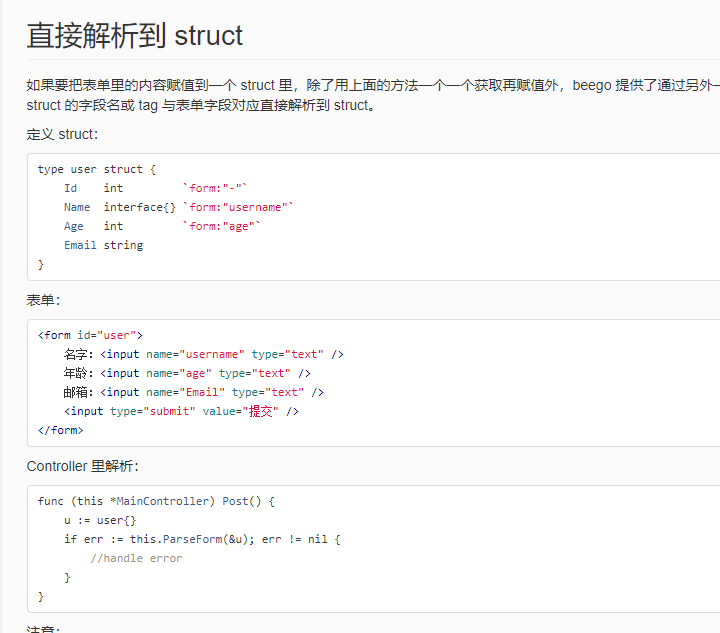 直接解析到 struct
如果要把表单里的内容赋值到一个 struct 里，除了用上面的方法一个一个获取再赋值外，beego 提供了通过另外一
struct 的字段名或 tag 与表单字段对应直接解析到 struct。
定义 struct：
type user struct {
    Id    int         `form:"-"`
    Name  interface{} `form:"username"`
    Age   int         `form:"age"`
    Email string
}
表单：
<form id="user">
    名字：<input name="username" type="text" />
    年龄：<input name="age" type="text" />
    邮箱：<input name="Email" type="text" />
    <input type="submit" value="提交" />
</form>
Controller 里解析：
func (this *MainController) Post() {
    u := user{}
    if err := this.ParseForm(&u); err != nil {
        //handle error
    }
}
注意：